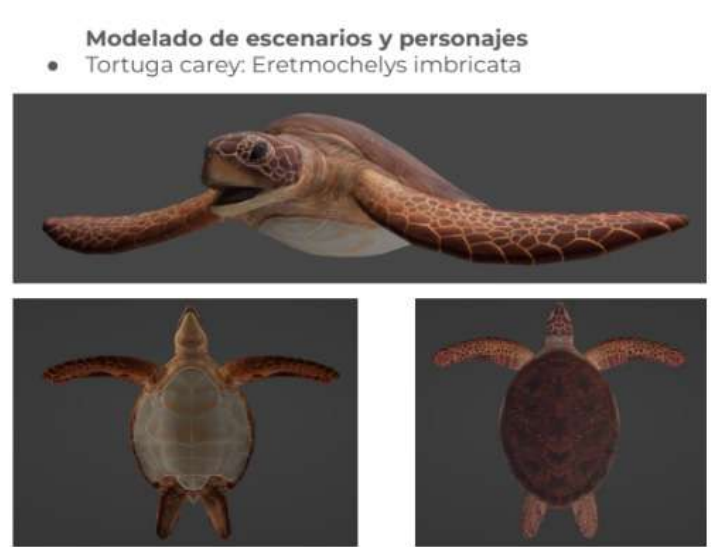 Modelado de escenarios y personajes
● Tortuga carey: Eretmochelys imbricata